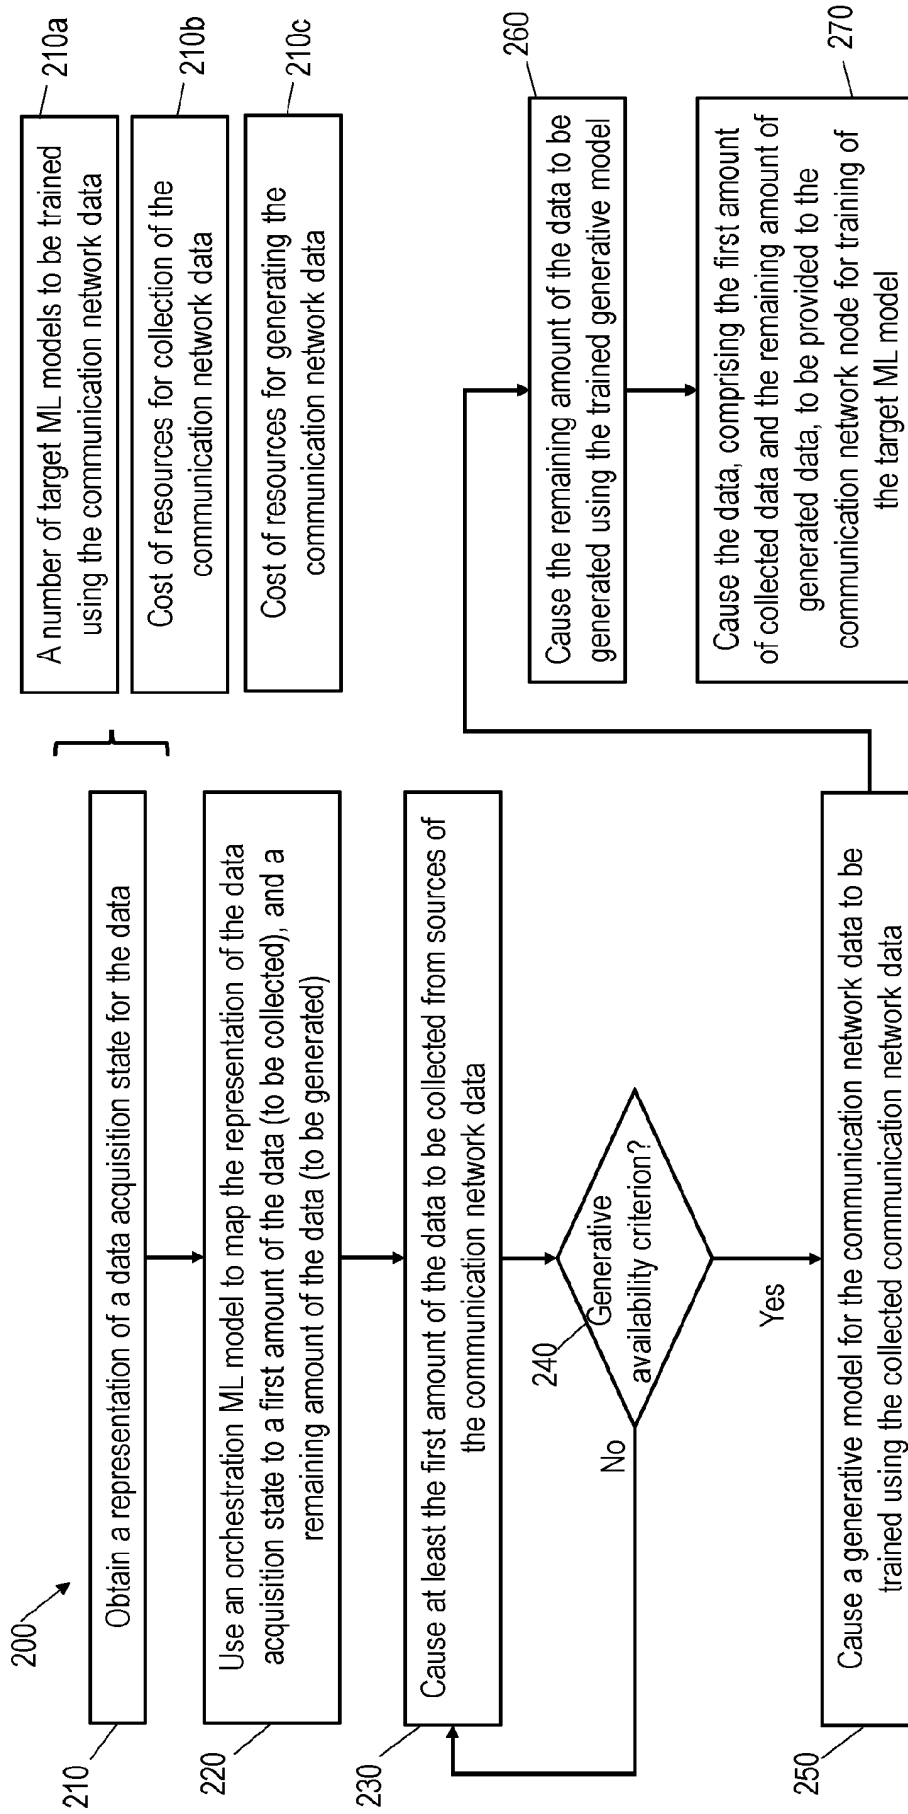 200
210
Obtain a representation of a data acquisition state for the data
210a
A number of target ML models to be trained
using the communication network data
210b
Cost of resources for collection of the
communication network data
210c
Cost of resources for generating the
communication network data
220
Use an orchestration ML model to map the representation of the data
acquisition state to a first amount of the data (to be collected), and a
remaining amount of the data (to be generated)
230
Cause at least the first amount of the data to be collected from sources of
the communication network data
240
Generative
availability criterion?
No
Yes
250
Cause a generative model for the communication network data to be
trained using the collected communication network data
260
Cause the remaining amount of the data to be
generated using the trained generative model
270
Cause the data, comprising the first amount
of collected data and the remaining amount of
generated data, to be provided to the
communication network node for training of
the target ML model